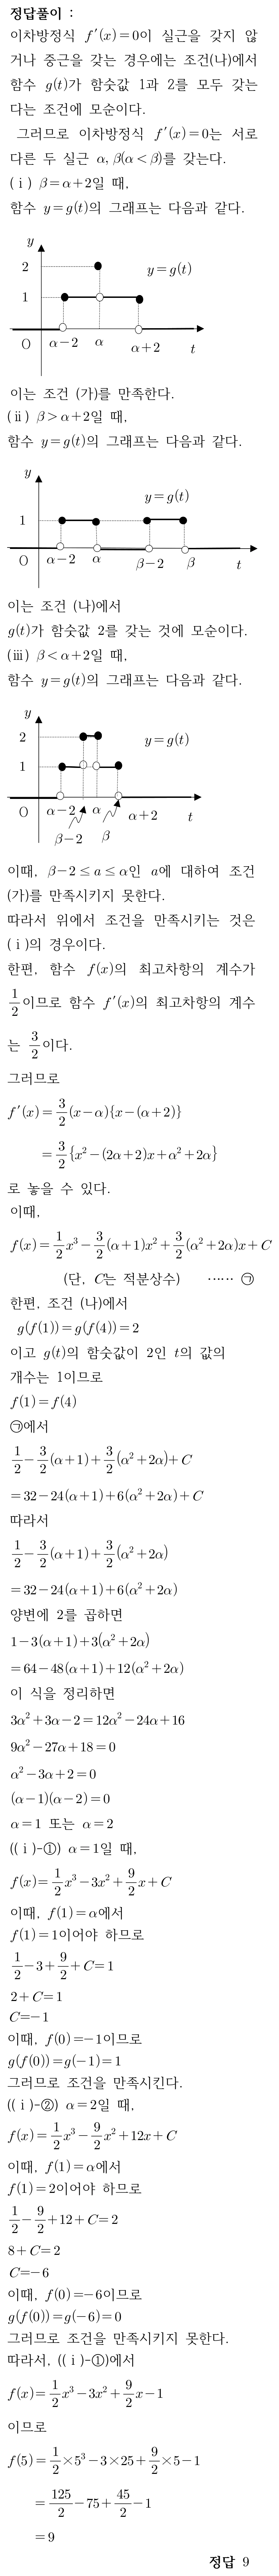 정답풀이 :
이차방정식 f′(x)=0이 실근을 갖지 않
거나 중근을 갖는 경우에는 조건(나)에서
함수 g(t)가 함숫값 1과 2를 모두 갖는
다는 조건에 모순이다.
그러므로 이차방정식 f′(x)=0는 서로
다른 두 실근 α, β(α<β)를 갖는다.
(ⅰ) β=α+2일 때,
함수 y=g(t)의 그래프는 다음과 같다.
y
2
y=g(t)
1
O α-2 α α+2 t
이는 조건 (가)를 만족한다.
(ⅱ) β>α+2일 때,
함수 y=g(t)의 그래프는 다음과 같다.
y
y=g(t)
1
O α-2 α β-2 β t
이는 조건 (나)에서
g(t)가 함숫값 2를 갖는 것에 모순이다.
(ⅲ) β<α+2일 때,
함수 y=g(t)의 그래프는 다음과 같다.
y
2
y=g(t)
1
O α-2 α α+2 t
β-2 β
이때, β-2≤a≤α인 a에 대하여 조건
(가)를 만족시키지 못한다.
따라서 위에서 조건을 만족시키는 것은
(ⅰ)의 경우이다.
한편, 함수 f(x)의 최고차항의 계수가
1/2이므로 함수 f′(x)의 최고차항의 계수
는 3/2이다.
그러므로
f′(x)=3/2(x-α){x-(α+2)}
=3/2{x²-(2α+2)x+α²+2α}
로 놓을 수 있다.
이때,
f(x)=1/2x³-3/2(α+1)x²+3/2(α²+2α)x+C
(단, C는 적분상수) ⋯⋯ ㉠
한편, 조건 (나)에서
g(f(1))=g(f(4))=2
이고 g(t)의 함숫값이 2인 t의 값의
개수는 1이므로
f(1)=f(4)
㉠에서
1/2-3/2(α+1)+3/2(α²+2α)+C
=32-24(α+1)+6(α²+2α)+C
따라서
1/2-3/2(α+1)+3/2(α²+2α)
=32-24(α+1)+6(α²+2α)
양변에 2를 곱하면
1-3(α+1)+3(α²+2α)
=64-48(α+1)+12(α²+2α)
이 식을 정리하면
3α²+3α-2=12α²-24α+16
9α²-27α+18=0
α²-3α+2=0
(α-1)(α-2)=0
α=1 또는 α=2
((ⅰ)-①) α=1일 때,
f(x)=1/2x³-3x²+9/2x+C
이때, f(1)=α에서
f(1)=1이어야 하므로
1/2-3+9/2+C=1
2+C=1
C=-1
이때, f(0)=-1이므로
g(f(0))=g(-1)=1
그러므로 조건을 만족시킨다.
((ⅰ)-②) α=2일 때,
f(x)=1/2x³-9/2x²+12x+C
이때, f(1)=α에서
f(1)=2이어야 하므로
1/2-9/2+12+C=2
8+C=2
C=-6
이때, f(0)=-6이므로
g(f(0))=g(-6)=0
그러므로 조건을 만족시키지 못한다.
따라서, ((ⅰ)-①)에서
f(x)=1/2x³-3x²+9/2x-1
이므로
f(5)=1/2×5³-3×25+9/2×5-1
=125/2-75+45/2-1
=9
정답 9